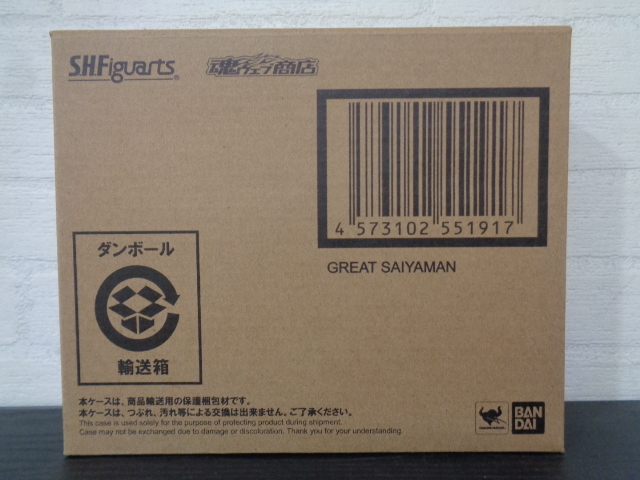 S.H.Figuarts®
魂ウェブ商店
4 573102 551917
GREAT SAIYAMAN
ダンボール
輸送箱
本ケースは、商品輸送用の保護梱包材です。
本ケースは、つぶれ、汚れ等による交換は出来ません。ご了承ください。
This case is used solely for the purpose of protecting product during shipment.
Case may not be exchanged due to damage or discoloration. Thank you for your understanding.
BAN
DAI